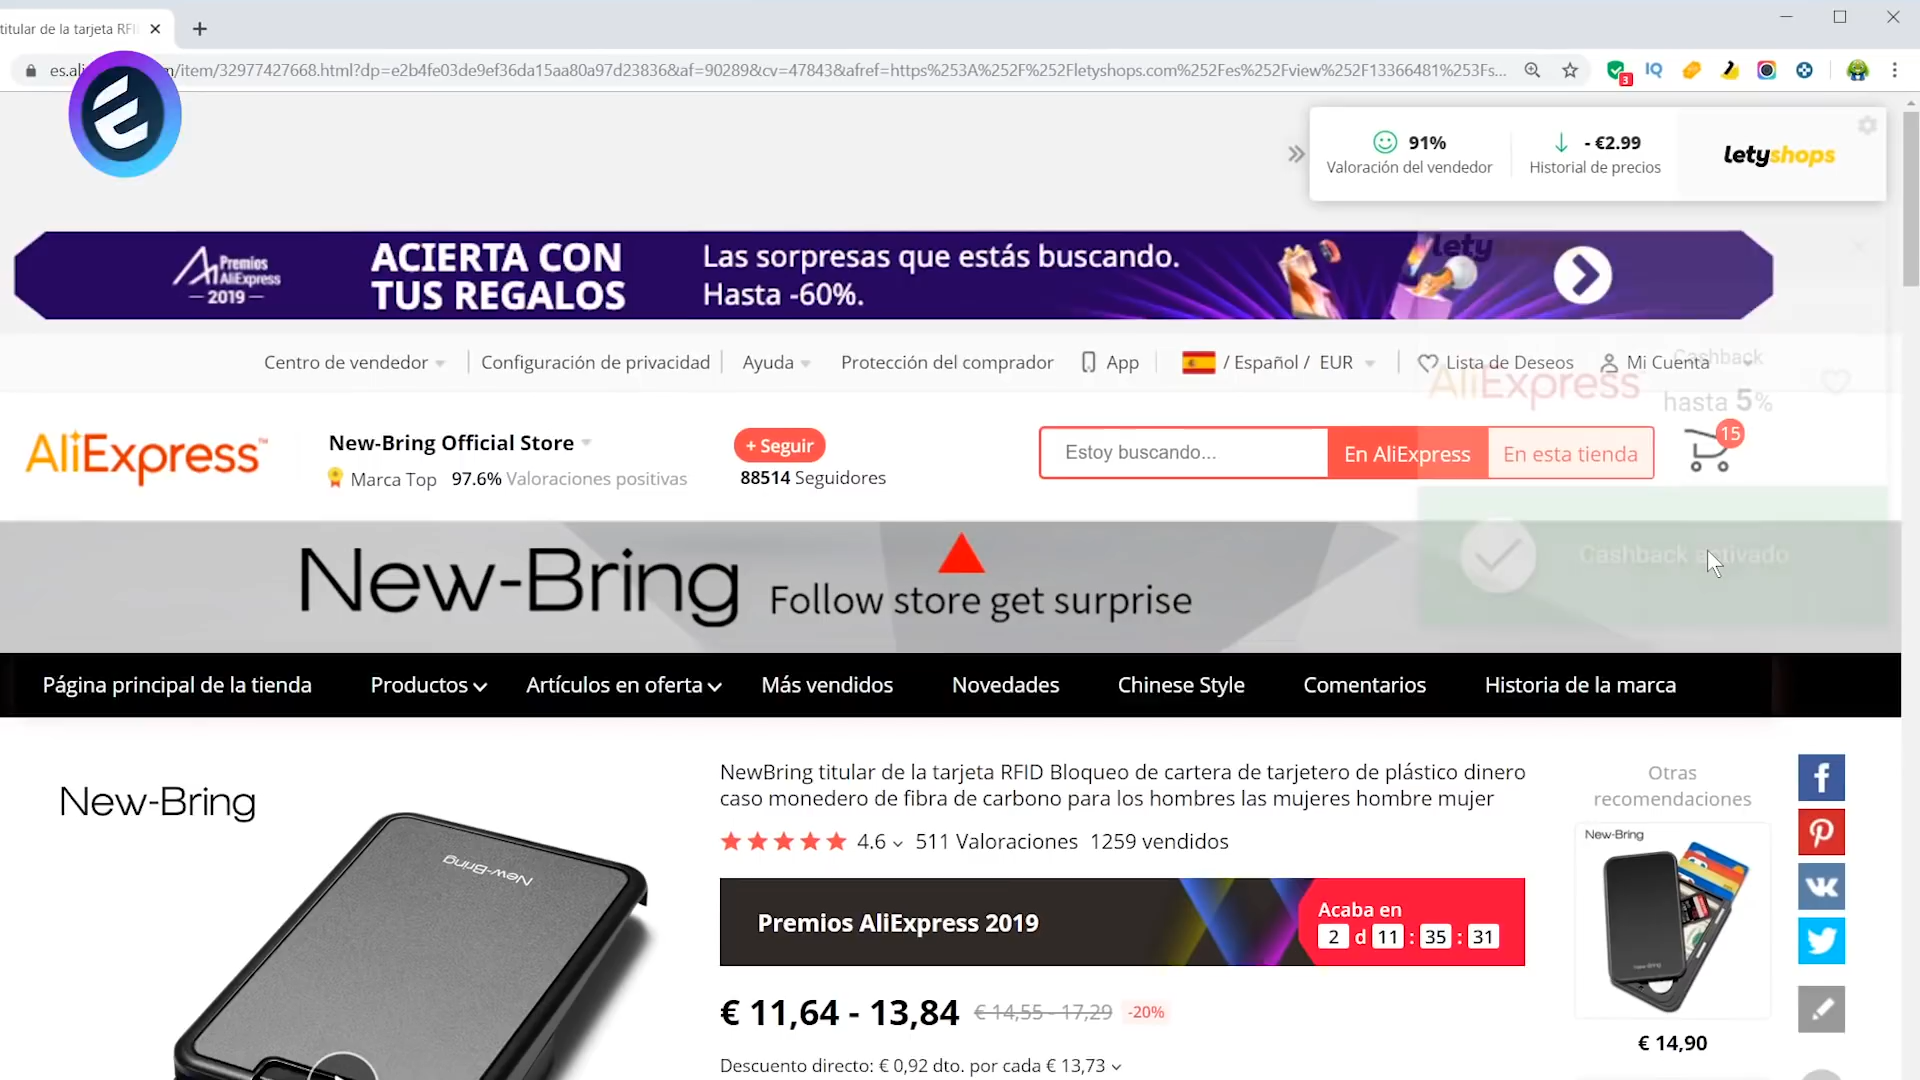 titular de la tarjeta RFI
/item/32977427668.html?dp=e2b4fe03de9ef36da15aa80a97d23836&af=90289&cv=47843&afref=https%253A%252F%252Fletyshops.com%252Fes%252Fview%252F13366481%253Fs...
3
IQ
91%
Valoración del vendedor
- €2.99
Historial de precios
letyshops
Premios
AliExpress
2019
ACIERTA CON
TUS REGALOS
Las sorpresas que estás buscando.
Hasta -60%.
lety
Centro de vendedor
Configuración de privacidad
Ayuda
Protección del comprador
App
/ Español / EUR
Lista de Deseos
Mi Cuenta
Cashback
AliExpress
hasta 5%
AliExpress™
New-Bring Official Store
Marca Top
97.6% Valoraciones positivas
+ Seguir
88514 Seguidores
Estoy buscando...
En AliExpress
En esta tienda
15
Cashback activado
New-Bring
Follow store get surprise
Página principal de la tienda
Productos
Artículos en oferta
Más vendidos
Novedades
Chinese Style
Comentarios
Historia de la marca
New-Bring
New-Bring
NewBring titular de la tarjeta RFID Bloqueo de cartera de tarjetero de plástico dinero
caso monedero de fibra de carbono para los hombres las mujeres hombre mujer
4.6
511 Valoraciones
1259 vendidos
Premios AliExpress 2019
Acaba en
2 d 11 : 35 : 31
€ 11,64 - 13,84
€ 14,55 - 17,29
-20%
Descuento directo: € 0,92 dto. por cada € 13,73
Otras
recomendaciones
New-Bring
€ 14,90